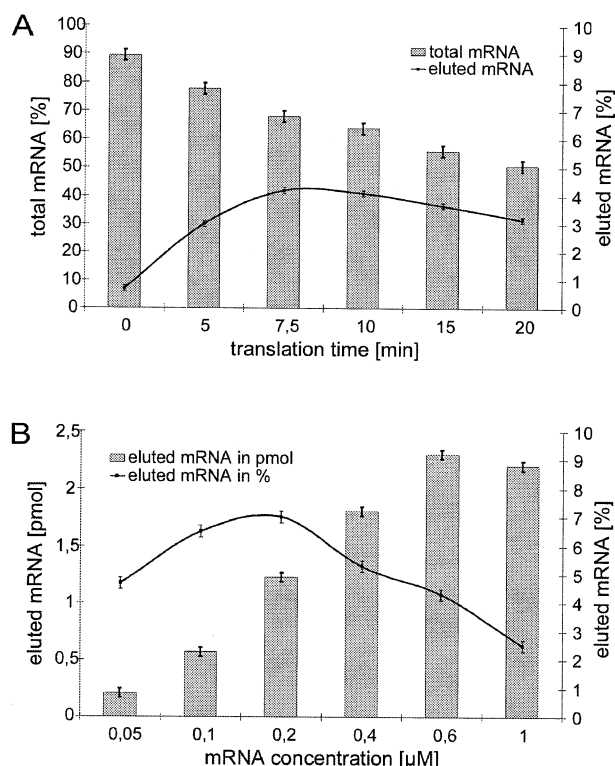 A
total mRNA [%]
100
90
80
70
60
50
40
30
20
10
0
total mRNA
eluted mRNA
10
9
8
7
6
5
4
3
2
1
0
eluted mRNA [%]
0 5 7,5 10 15 20
translation time [min]
B
eluted mRNA [pmol]
2,5
2
1,5
1
0,5
0
eluted mRNA in pmol
eluted mRNA in %
10
9
8
7
6
5
4
3
2
1
0
eluted mRNA [%]
0,05 0,1 0,2 0,4 0,6 1
mRNA concentration [µM]